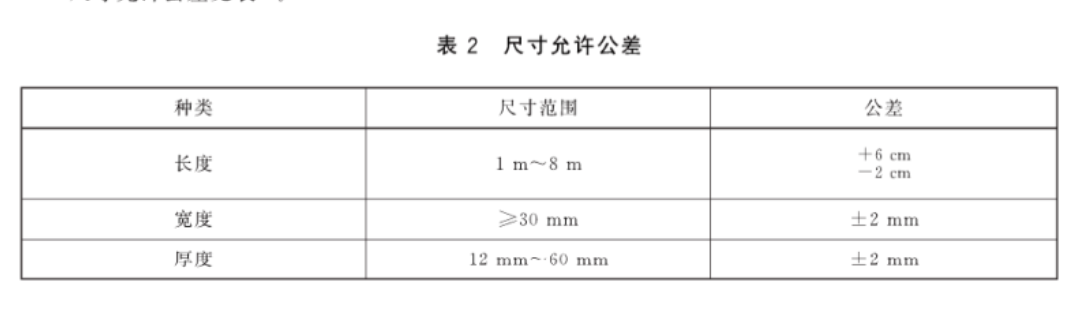 表 2 尺寸允许公差
种类 尺寸范围 公差
长度 1 m～8 m +6 cm
−2 cm
宽度 ≥30 mm ±2 mm
厚度 12 mm～60 mm ±2 mm